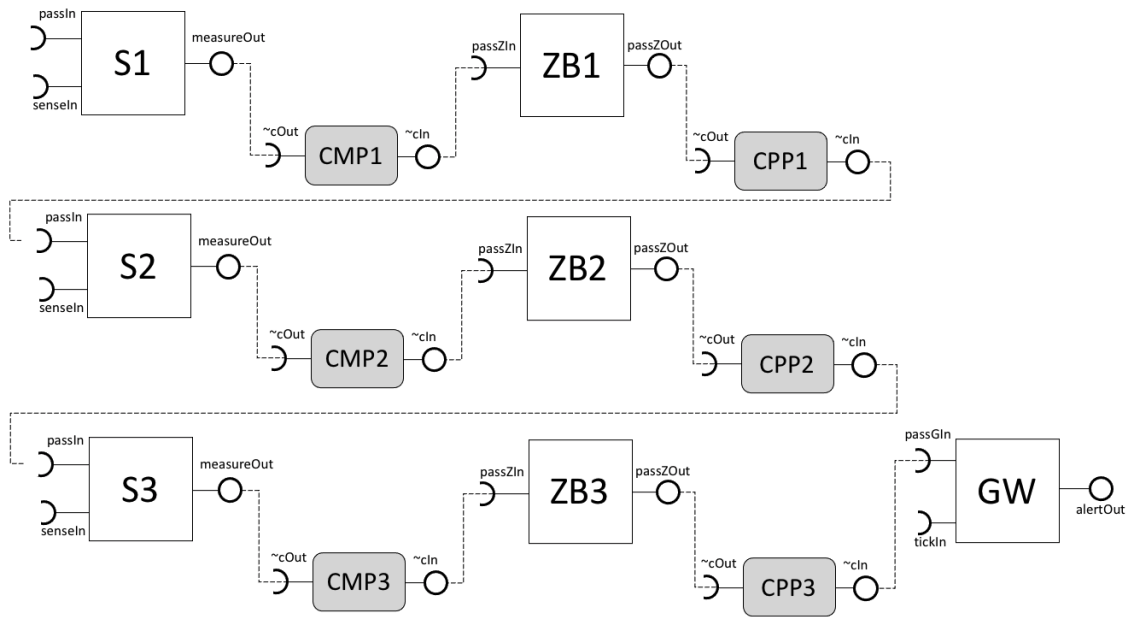 passIn
measureOut
S1
senseIn
~cOut
CMP1
~cIn
passZIn
ZB1
passZOut
~cOut
CPP1
~cIn
passIn
measureOut
S2
senseIn
~cOut
CMP2
~cIn
passZIn
ZB2
passZOut
~cOut
CPP2
~cIn
passIn
measureOut
S3
senseIn
~cOut
CMP3
~cIn
passZIn
ZB3
passZOut
~cOut
CPP3
~cIn
passGIn
GW
tickIn
alertOut